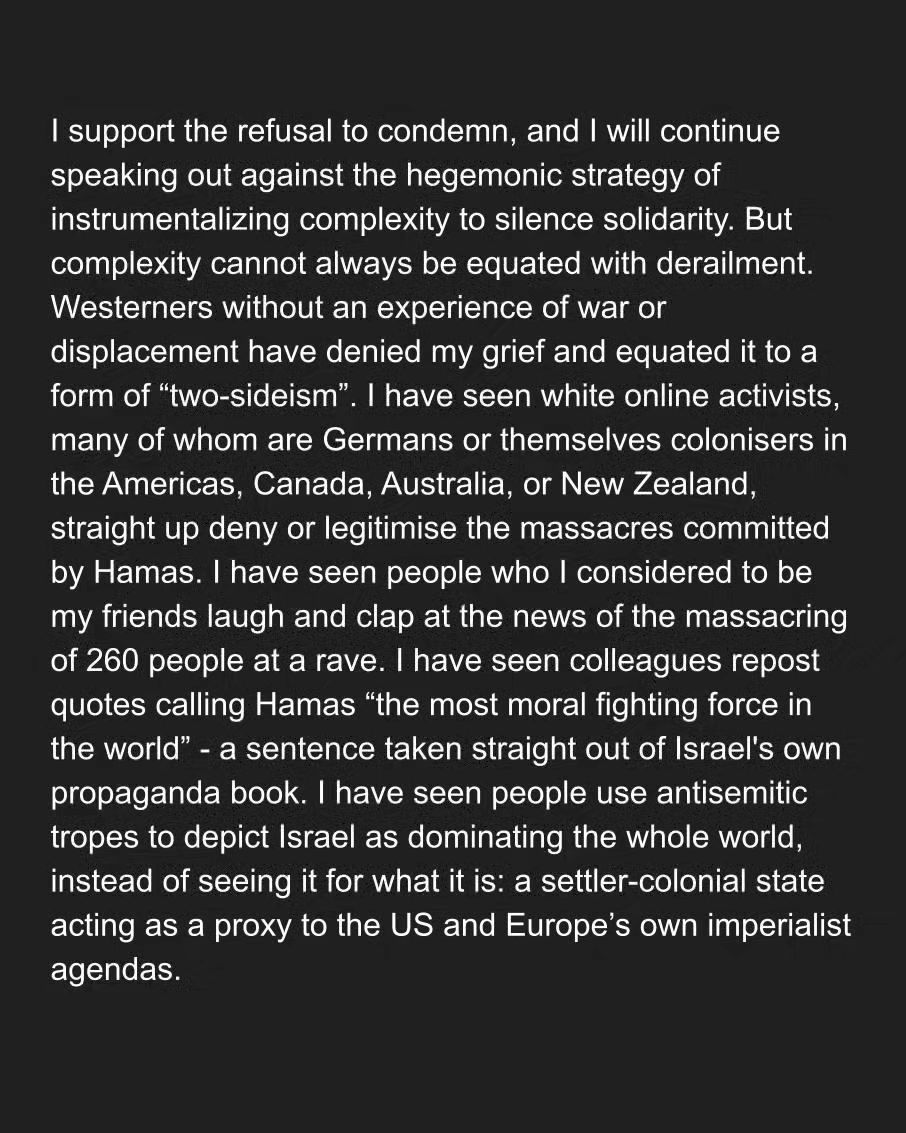 I support the refusal to condemn, and I will continue
speaking out against the hegemonic strategy of
instrumentalizing complexity to silence solidarity. But
complexity cannot always be equated with derailment.
Westerners without an experience of war or
displacement have denied my grief and equated it to a
form of “two-sideism”. I have seen white online activists,
many of whom are Germans or themselves colonisers in
the Americas, Canada, Australia, or New Zealand,
straight up deny or legitimise the massacres committed
by Hamas. I have seen people who I considered to be
my friends laugh and clap at the news of the massacring
of 260 people at a rave. I have seen colleagues repost
quotes calling Hamas “the most moral fighting force in
the world” - a sentence taken straight out of Israel's own
propaganda book. I have seen people use antisemitic
tropes to depict Israel as dominating the whole world,
instead of seeing it for what it is: a settler-colonial state
acting as a proxy to the US and Europe’s own imperialist
agendas.